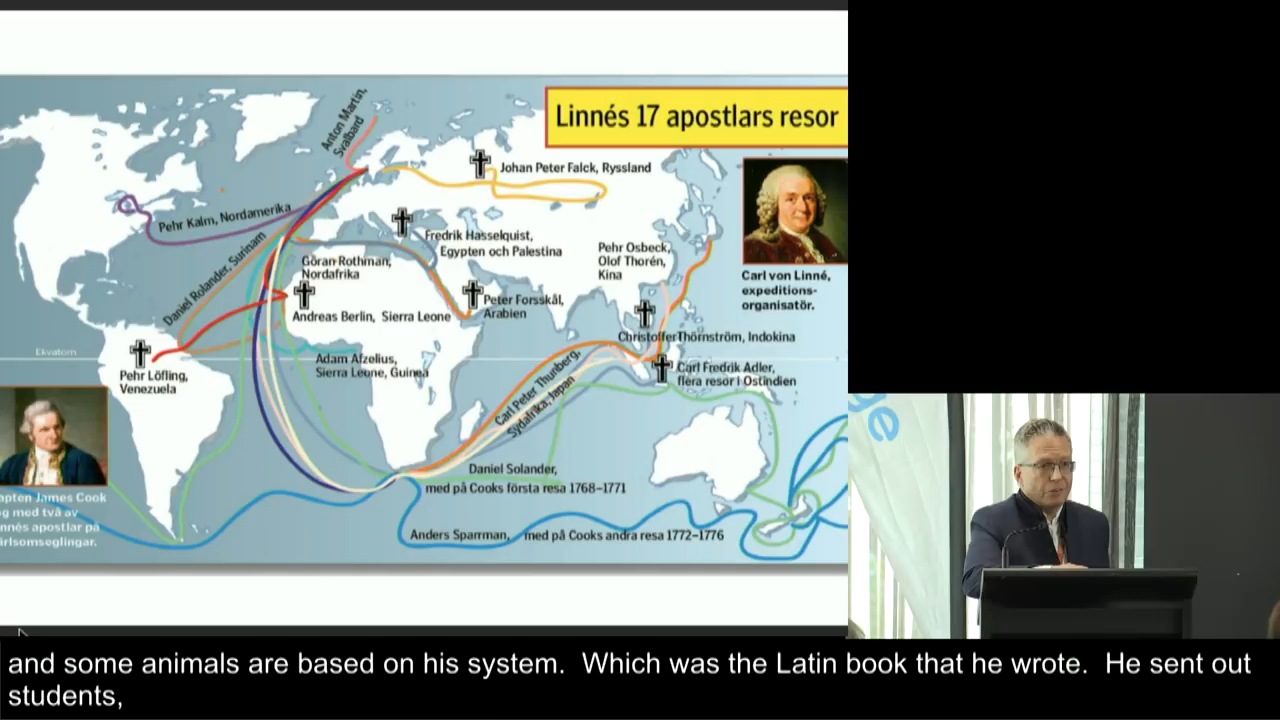 Linnés 17 apostlars resor
Anton Martin,
Svalbard
Johan Peter Falck, Ryssland
Pehr Kalm, Nordamerika
Fredrik Hasselquist,
Egypten och Palestina
Daniel Rolander, Surinam
Göran Rothman,
Nordafrika
Pehr Osbeck,
Olof Thorén,
Kina
Carl von Linné,
expeditions-
organisatör.
Peter Forsskål,
Arabien
Andreas Berlin, Sierra Leone
Christoffer Thörnström, Indokina
Ekvatorn
Adam Afzelius,
Sierra Leone, Guinea
Pehr Löfling,
Venezuela
Carl Fredrik Adler,
flera resor i Ostindien
Carl Peter Thunberg,
Sydafrika, Japan
Daniel Solander,
med på Cooks första resa 1768–1771
apten James Cook
g med två av
nnés apostlar på
irlsomseglingar.
Anders Sparrman, med på Cooks andra resa 1772–1776
ge
and some animals are based on his system. Which was the Latin book that he wrote. He sent out
students,